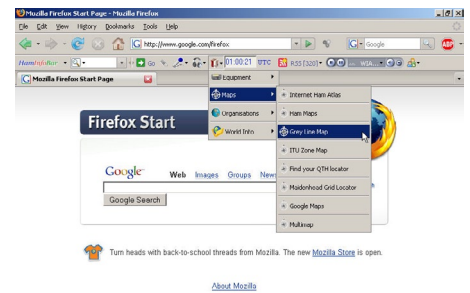 Mozilla Firefox Start Page - Mozilla Firefox
File Edit View History Bookmarks Tools Help
http://www.google.com/firefox
G Google
ABP
HamInfoBar Go 01:00:21 UTC WSA...
Mozilla Firefox Start Page
Equipment
Maps
Organisations
World Info
Internet Ham Atlas
Ham Maps
Grey Line Map
ITU Zone Map
Find your QTH locator
Maidenhead Grid Locator
Google Maps
Multimap
Firefox Start
Google
Web Images Groups News
Google Search
Turn heads with back-to-school threads from Mozilla. The new Mozilla Store is open.
About Mozilla